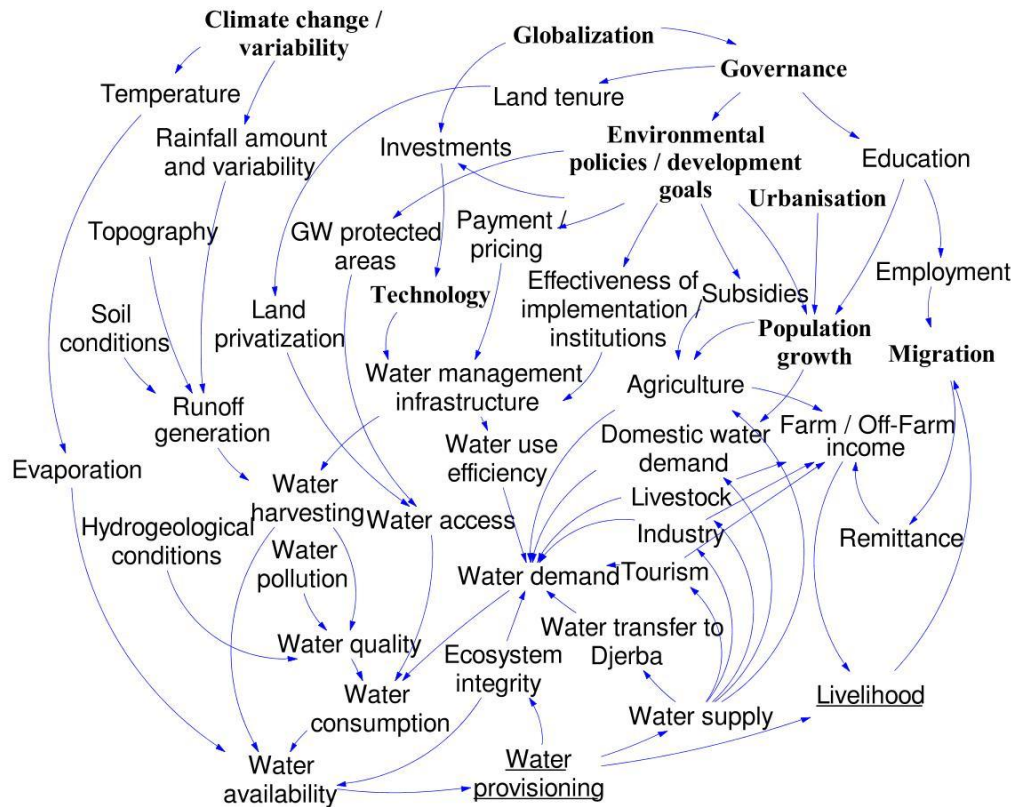 Climate change /
variability
Globalization
Governance
Temperature
Land tenure
Rainfall amount
and variability
Investments
Environmental
policies / development
goals
Education
Urbanisation
Topography
GW protected
areas
Payment /
pricing
Employment
Effectiveness of
implementation /
institutions
Subsidies
Technology
Soil
conditions
Land
privatization
Population
growth
Migration
Water management
infrastructure
Agriculture
Runoff
generation
Farm / Off-Farm
income
Domestic water
demand
Water use
efficiency
Evaporation
Water
harvesting
Livestock
Water access
Industry
Remittance
Hydrogeological
conditions
Water
pollution
Water demand
Tourism
Water transfer to
Djerba
Water quality
Ecosystem
integrity
Water
consumption
Livelihood
Water supply
Water
availability
Water
provisioning